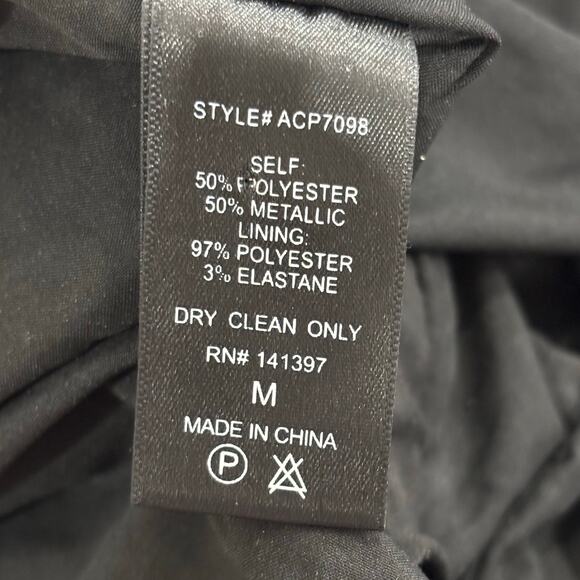 STYLE# ACP7098
SELF:
50% POLYESTER
50% METALLIC
LINING:
97% POLYESTER
3% ELASTANE
DRY CLEAN ONLY
RN# 141397
M
MADE IN CHINA
P